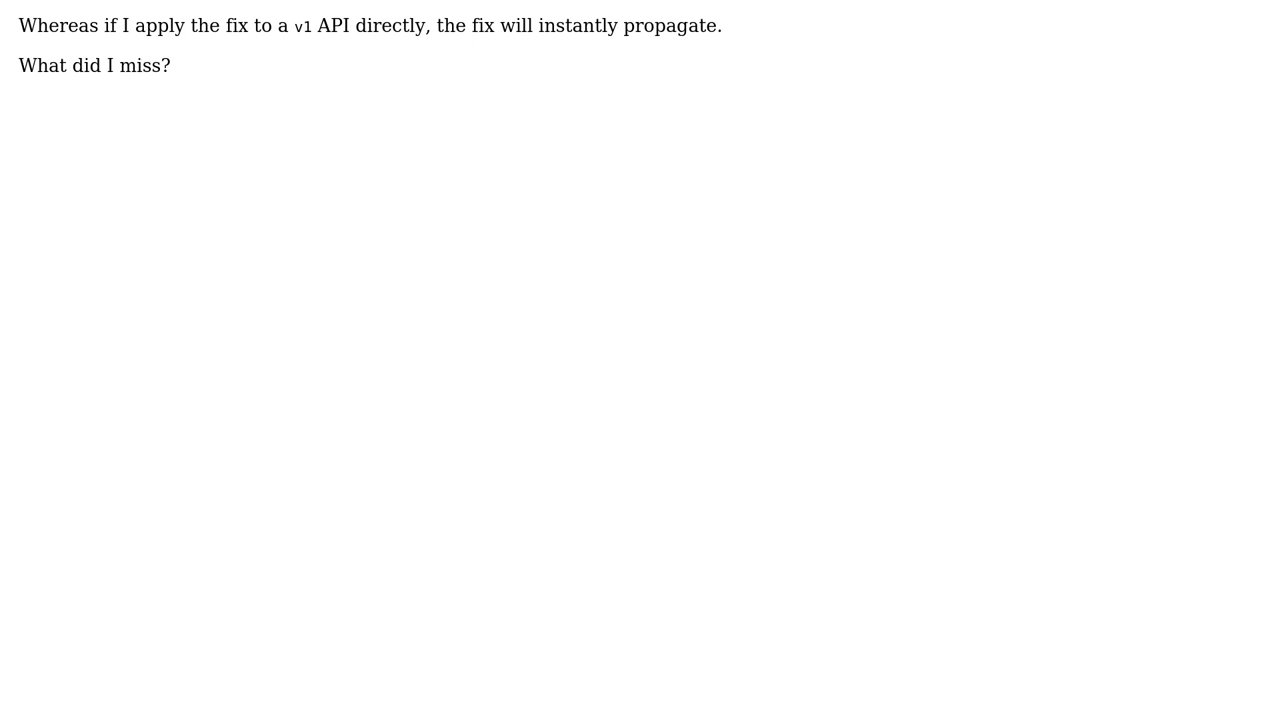 Whereas if I apply the fix to a v1 API directly, the fix will instantly propagate.
What did I miss?